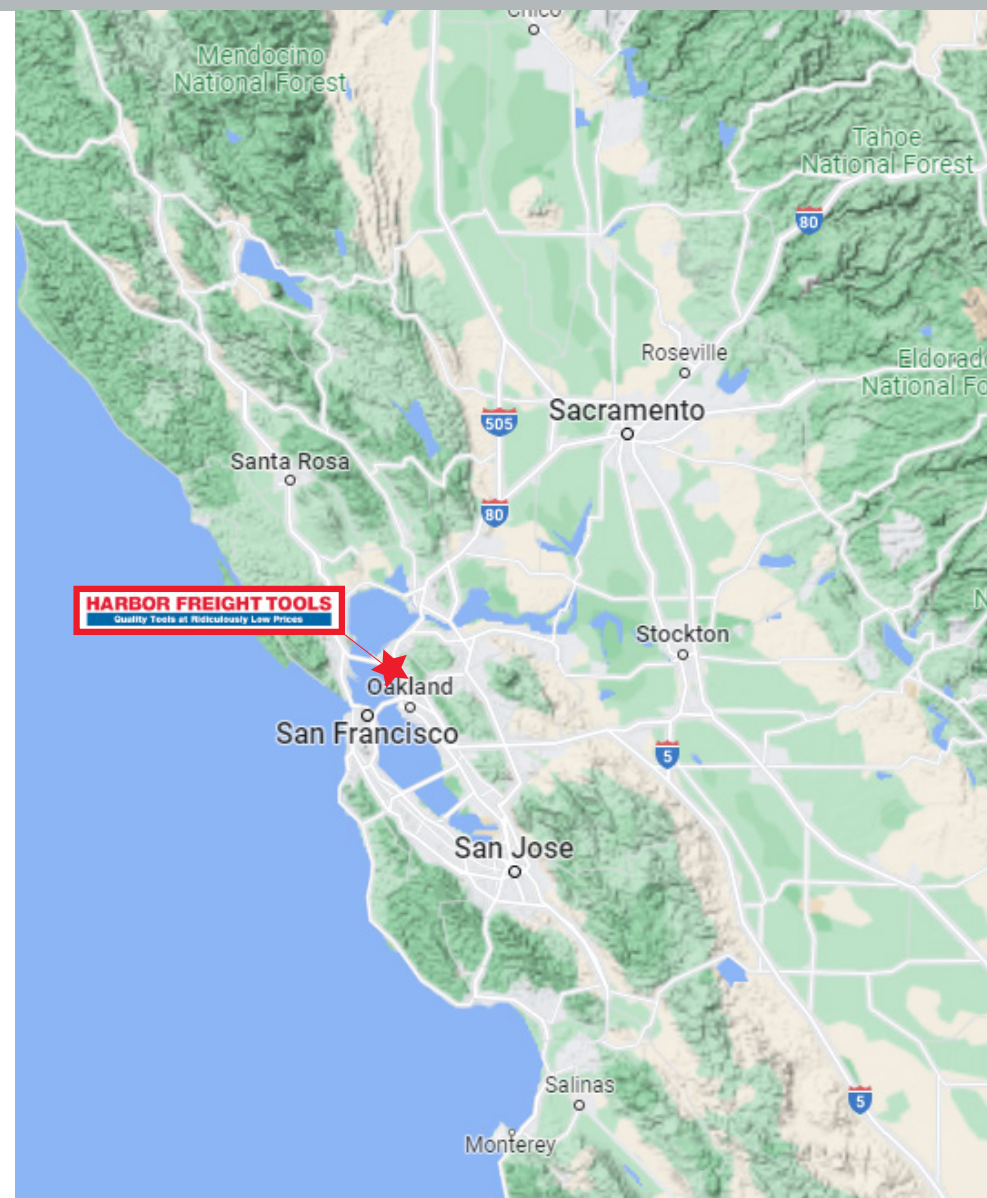 Chico
Mendocino
National Forest
Tahoe
National Forest
80
Roseville
Eldorado
National Fo
Sacramento
505
Santa Rosa
80
HARBOR FREIGHT TOOLS
Quality Tools at Ridiculously Low Prices
N
Stockton
Oakland
San Francisco
5
San Jose
Salinas
5
Monterey